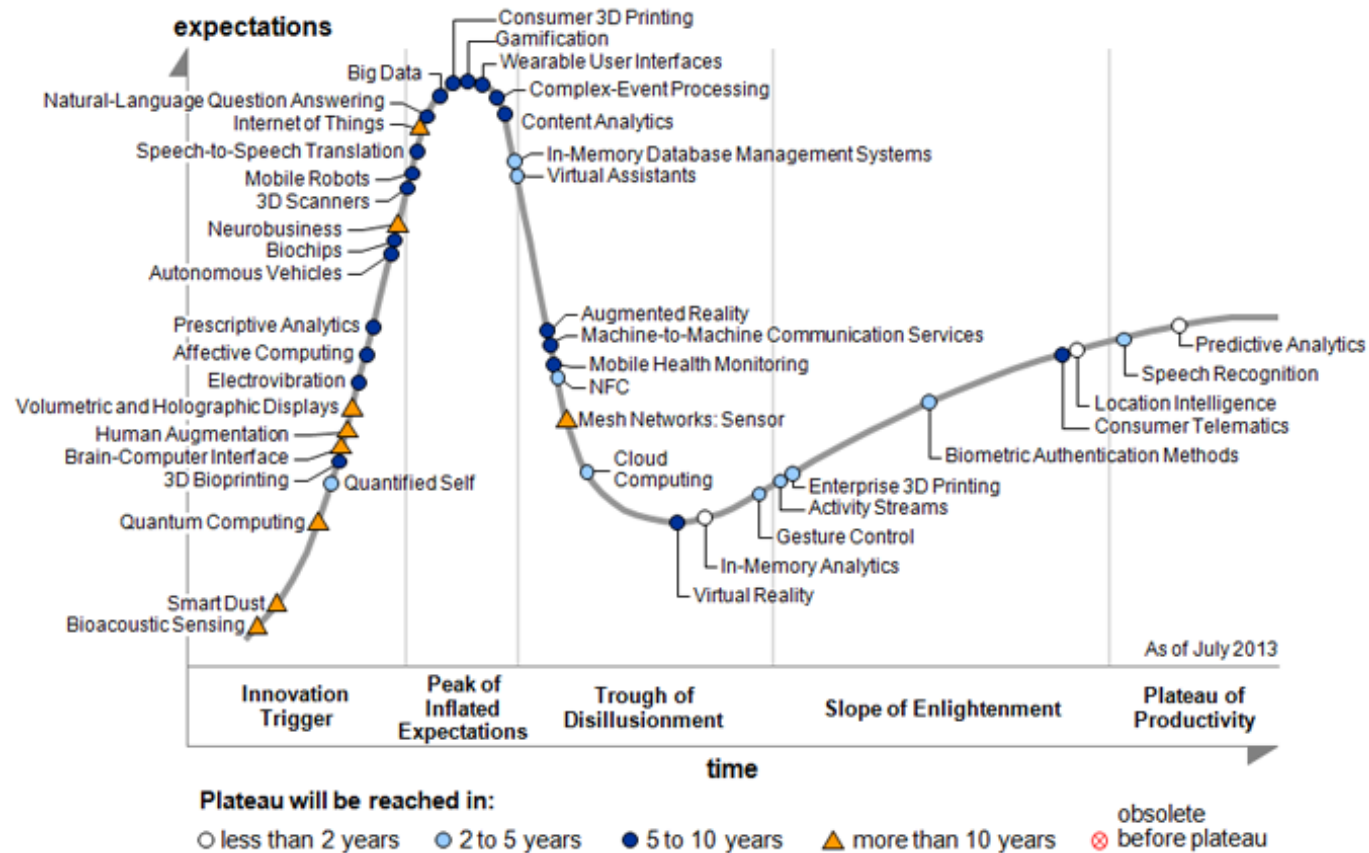 expectations
Consumer 3D Printing
Gamification
Wearable User Interfaces
Big Data
Complex-Event Processing
Natural-Language Question Answering
Internet of Things
Content Analytics
Speech-to-Speech Translation
In-Memory Database Management Systems
Mobile Robots
Virtual Assistants
3D Scanners
Neurobusiness
Biochips
Autonomous Vehicles
Augmented Reality
Prescriptive Analytics
Machine-to-Machine Communication Services
Predictive Analytics
Affective Computing
Mobile Health Monitoring
Speech Recognition
Electrovibration
NFC
Volumetric and Holographic Displays
Location Intelligence
Mesh Networks: Sensor
Consumer Telematics
Human Augmentation
Brain-Computer Interface
Biometric Authentication Methods
Cloud
Computing
3D Bioprinting
Quantified Self
Enterprise 3D Printing
Activity Streams
Quantum Computing
Gesture Control
In-Memory Analytics
Virtual Reality
Smart Dust
Bioacoustic Sensing
As of July 2013
Innovation
Trigger
Peak of
Inflated
Expectations
Trough of
Disillusionment
Slope of Enlightenment
Plateau of
Productivity
time
Plateau will be reached in:
less than 2 years
2 to 5 years
5 to 10 years
more than 10 years
obsolete
before plateau